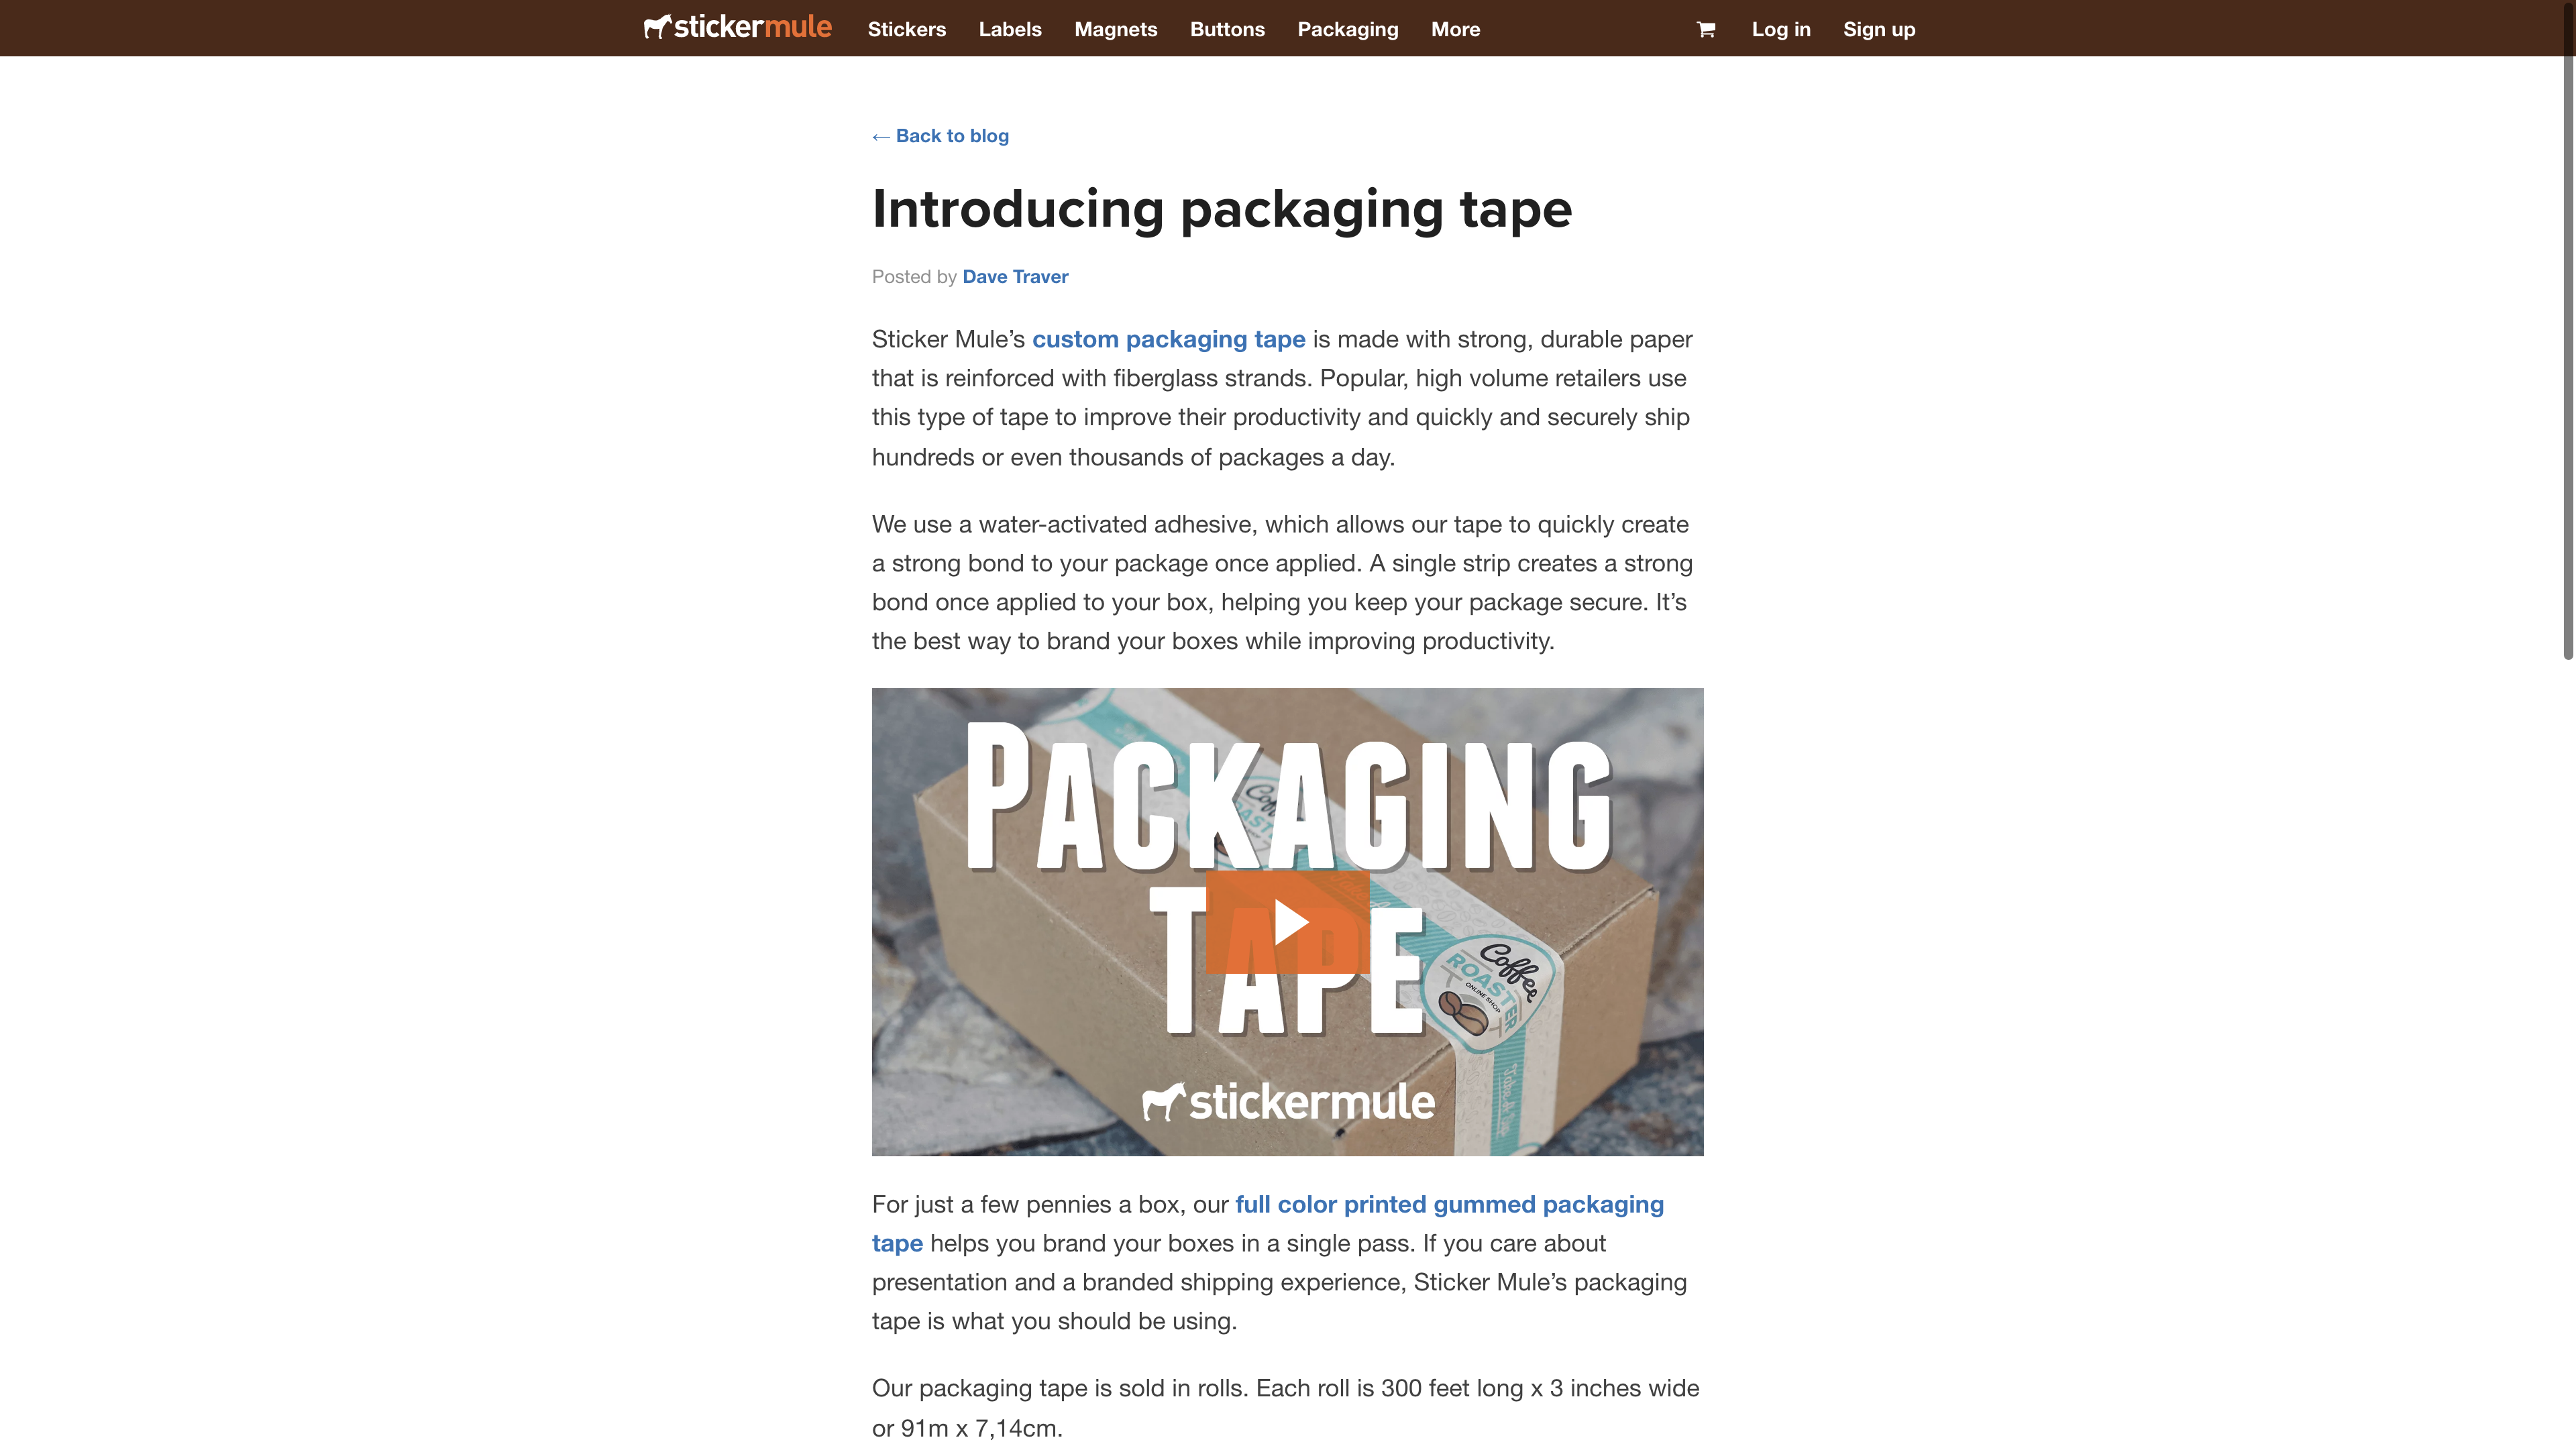 stickermule Stickers Labels Magnets Buttons Packaging More Log in Sign up
← Back to blog
Introducing packaging tape
Posted by Dave Traver
Sticker Mule’s custom packaging tape is made with strong, durable paper
that is reinforced with fiberglass strands. Popular, high volume retailers use
this type of tape to improve their productivity and quickly and securely ship
hundreds or even thousands of packages a day.
We use a water-activated adhesive, which allows our tape to quickly create
a strong bond to your package once applied. A single strip creates a strong
bond once applied to your box, helping you keep your package secure. It’s
the best way to brand your boxes while improving productivity.
PACKAGING
TAPE
Coffee
ROASTER
ONLINE SHOP
stickermule
For just a few pennies a box, our full color printed gummed packaging
tape helps you brand your boxes in a single pass. If you care about
presentation and a branded shipping experience, Sticker Mule’s packaging
tape is what you should be using.
Our packaging tape is sold in rolls. Each roll is 300 feet long x 3 inches wide
or 91m x 7,14cm.